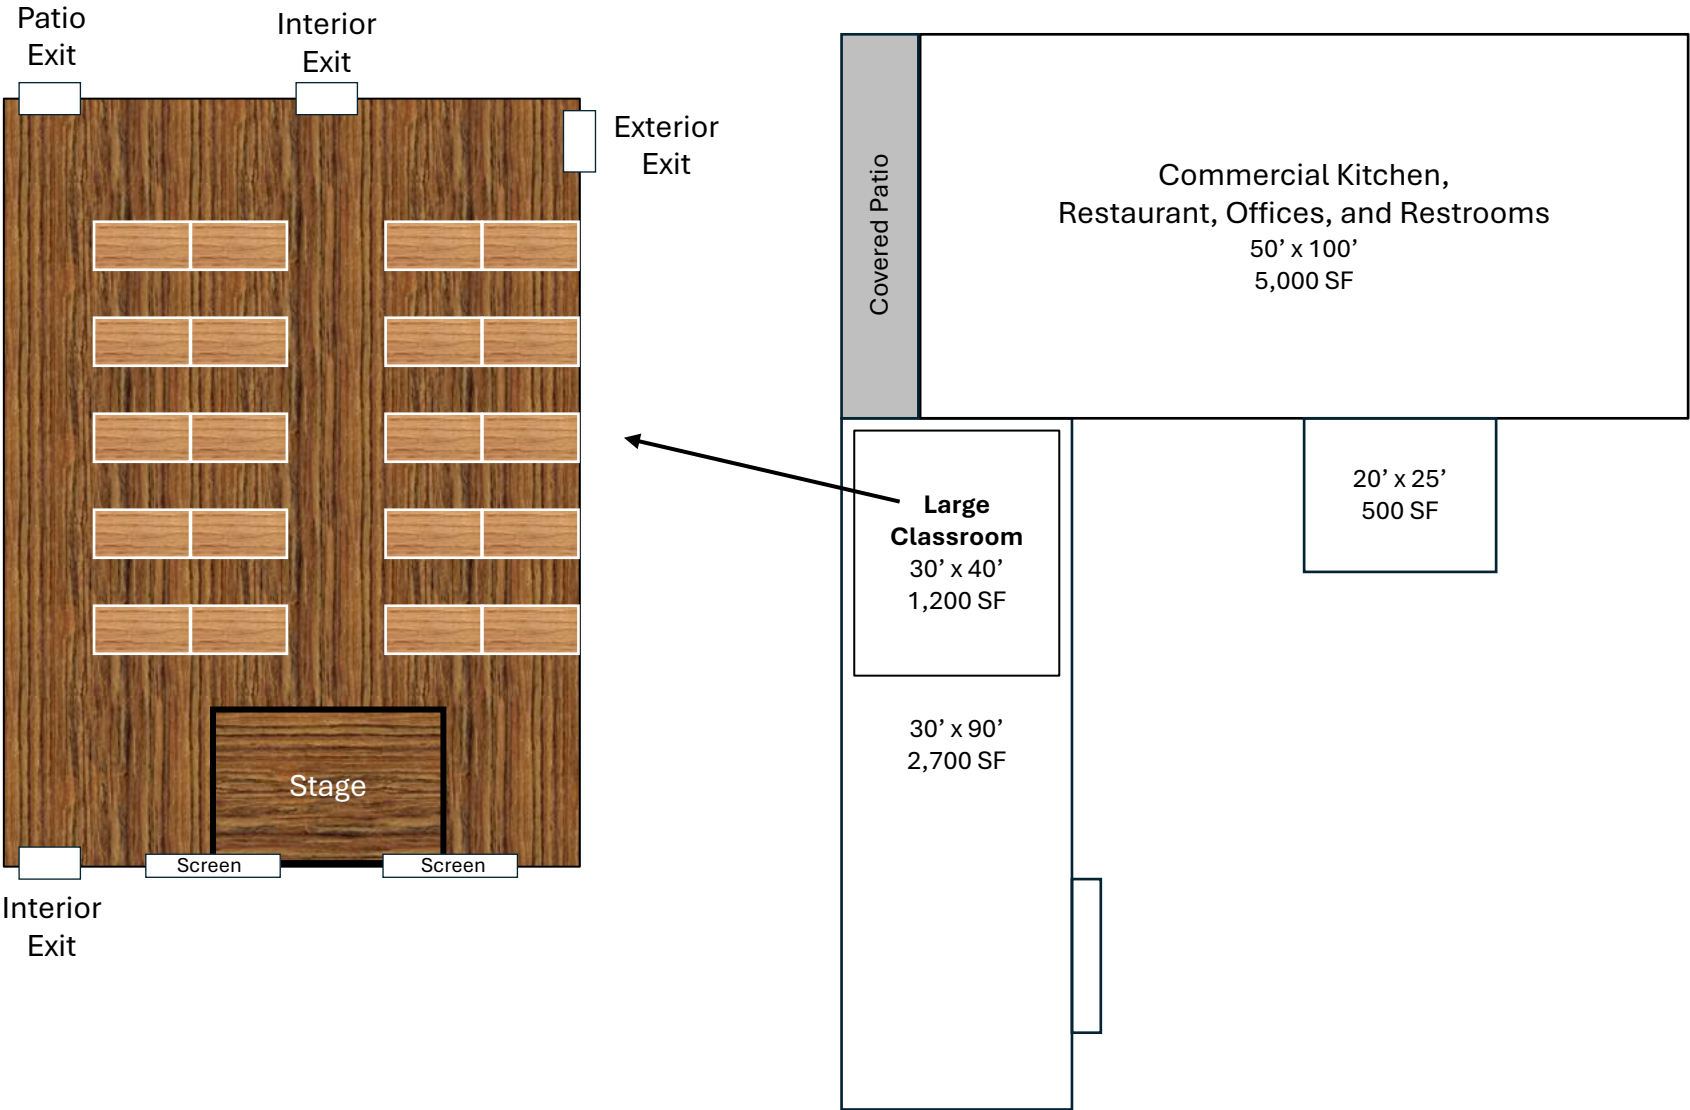 Patio
Exit
Interior
Exit
Exterior
Exit
Stage
Screen
Screen
Interior
Exit
Covered Patio
Commercial Kitchen,
Restaurant, Offices, and Restrooms
50’ x 100’
5,000 SF
Large
Classroom
30’ x 40’
1,200 SF
20’ x 25’
500 SF
30’ x 90’
2,700 SF